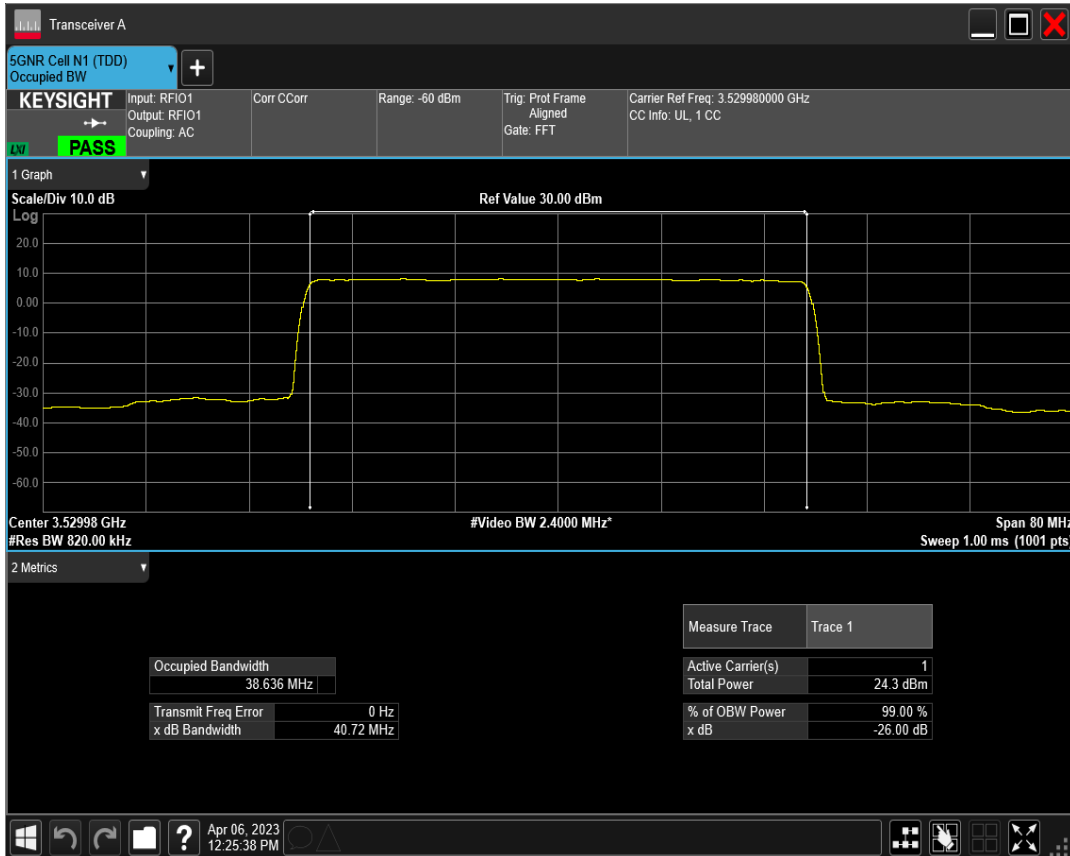 Transceiver A
5GNR Cell N1 (TDD)
Occupied BW
+
KEYSIGHT
LXI
PASS
Input: RFIO1
Output: RFIO1
Coupling: AC
Corr CCorr
Range: -60 dBm
Trig: Prot Frame
Aligned
Gate: FFT
Carrier Ref Freq: 3.529980000 GHz
CC Info: UL, 1 CC
1 Graph
Scale/Div 10.0 dB
Ref Value 30.00 dBm
Log
20.0
10.0
0.00
-10.0
-20.0
-30.0
-40.0
-50.0
-60.0
Center 3.52998 GHz
#Video BW 2.4000 MHz*
Span 80 MHz
#Res BW 820.00 kHz
Sweep 1.00 ms (1001 pts)
2 Metrics
Measure Trace Trace 1
Occupied Bandwidth
38.636 MHz
Active Carrier(s) 1
Total Power 24.3 dBm
Transmit Freq Error 0 Hz
x dB Bandwidth 40.72 MHz
% of OBW Power 99.00 %
x dB -26.00 dB
?
Apr 06, 2023
12:25:38 PM